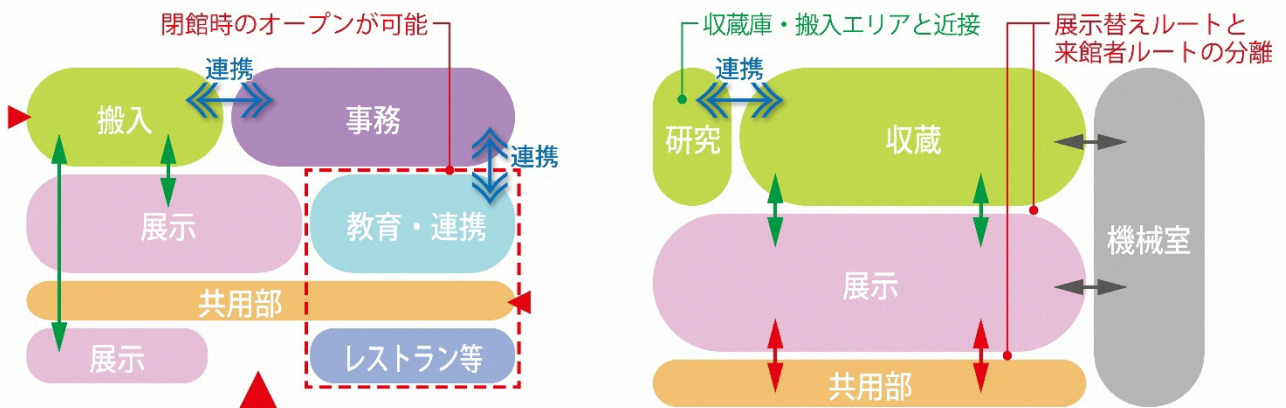 閉館時のオープンが可能
連携
搬入
事務
連携
展示
教育・連携
共用部
展示
レストラン等
収蔵庫・搬入エリアと近接
展示替えルートと
来館者ルートの分離
連携
研究
収蔵
機械室
展示
共用部